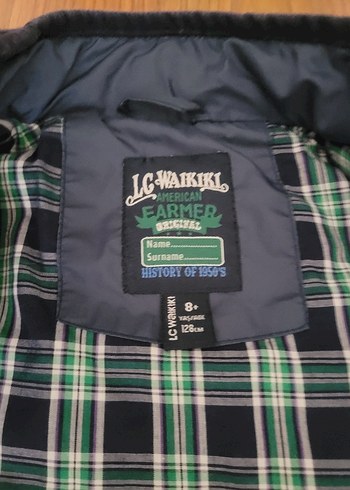 LC WAIKIKI
AMERICAN
FARMER
ORIGINAL
Name
Surname
HISTORY OF 1950'S
LC WAIKIKI
8+
YAŞ/AGE
128CM